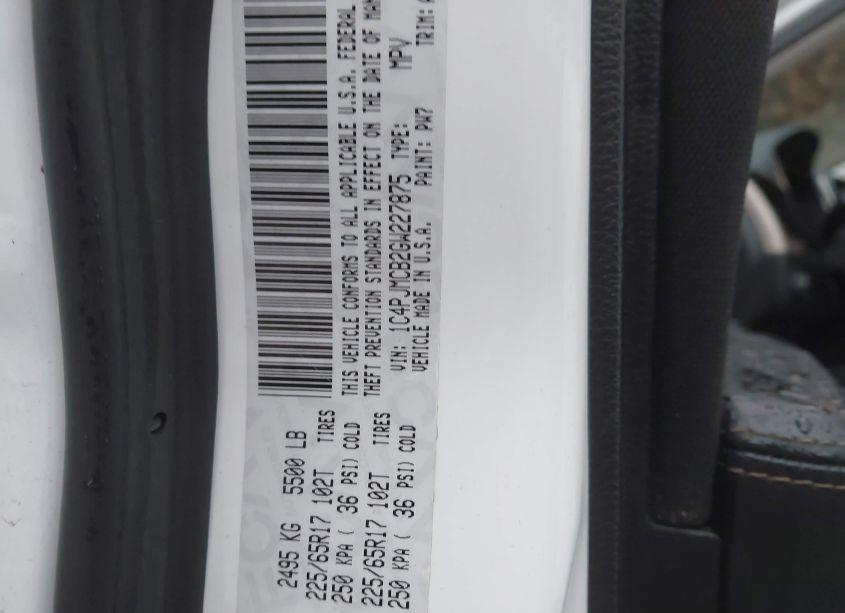 2495 KG 5500 LB
225/65R17 102T TIRES
250 KPA ( 36 PSI) COLD
225/65R17 102T TIRES
250 KPA ( 36 PSI) COLD
THIS VEHICLE CONFORMS TO ALL APPLICABLE U.S.A. FEDERAL
THEFT PREVENTION STANDARDS IN EFFECT ON THE DATE OF MAN
VIN: 1C4PJMCB2GW227875 TYPE: MPV
VEHICLE MADE IN U.S.A. PAINT: PW7 TRIM: